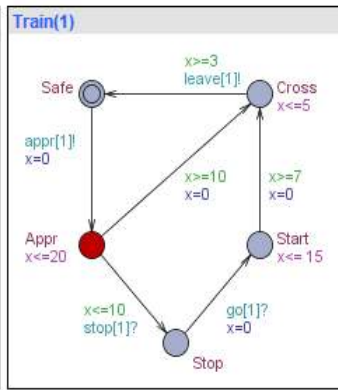 Train(1)
x>=3
leave[1]!
Safe
Cross
x<=5
appr[1]!
x=0
x>=10
x=0
x>=7
x=0
Appr
x<=20
Start
x<= 15
x<=10
stop[1]?
go[1]?
x=0
Stop